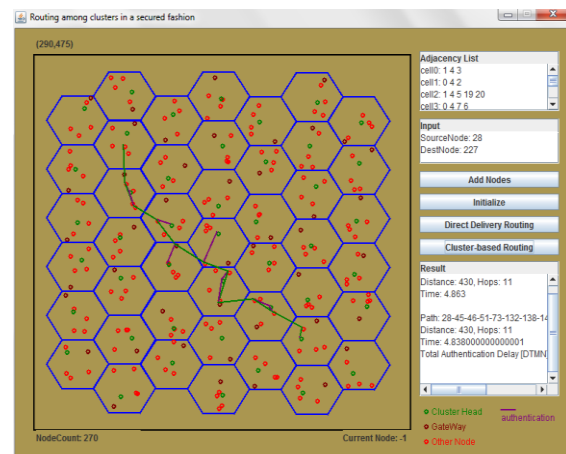 Routing among clusters in a secured fashion
(290,475)
Adjacency List
cell0: 1 4 3
cell1: 0 4 2
cell2: 1 4 5 19 20
cell3: 0 4 7 6
Input
SourceNode: 28
DestNode: 227
Add Nodes
Initialize
Direct Delivery Routing
Cluster-based Routing
Result
Distance: 430, Hops: 11
Time: 4.863
Path: 28-45-46-51-73-132-138-14
Distance: 430, Hops: 11
Time: 4.838000000000001
Total Authentication Delay [DTMN]
Cluster Head
authentication
GateWay
Other Node
NodeCount: 270
Current Node: -1